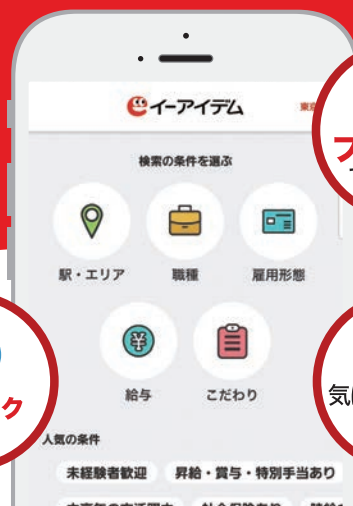 イーアイデム
東
検索の条件を選ぶ
駅・エリア 職種 雇用形態
給与 こだわり
ク
気に
人気の条件
未経験者歓迎 昇給・賞与・特別手当あり